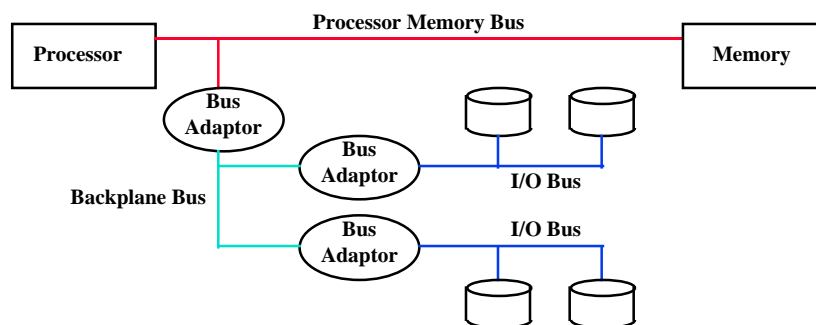 Processor Memory Bus
Processor
Memory
Bus
Adaptor
Bus
Adaptor
I/O Bus
Backplane Bus
I/O Bus
Bus
Adaptor